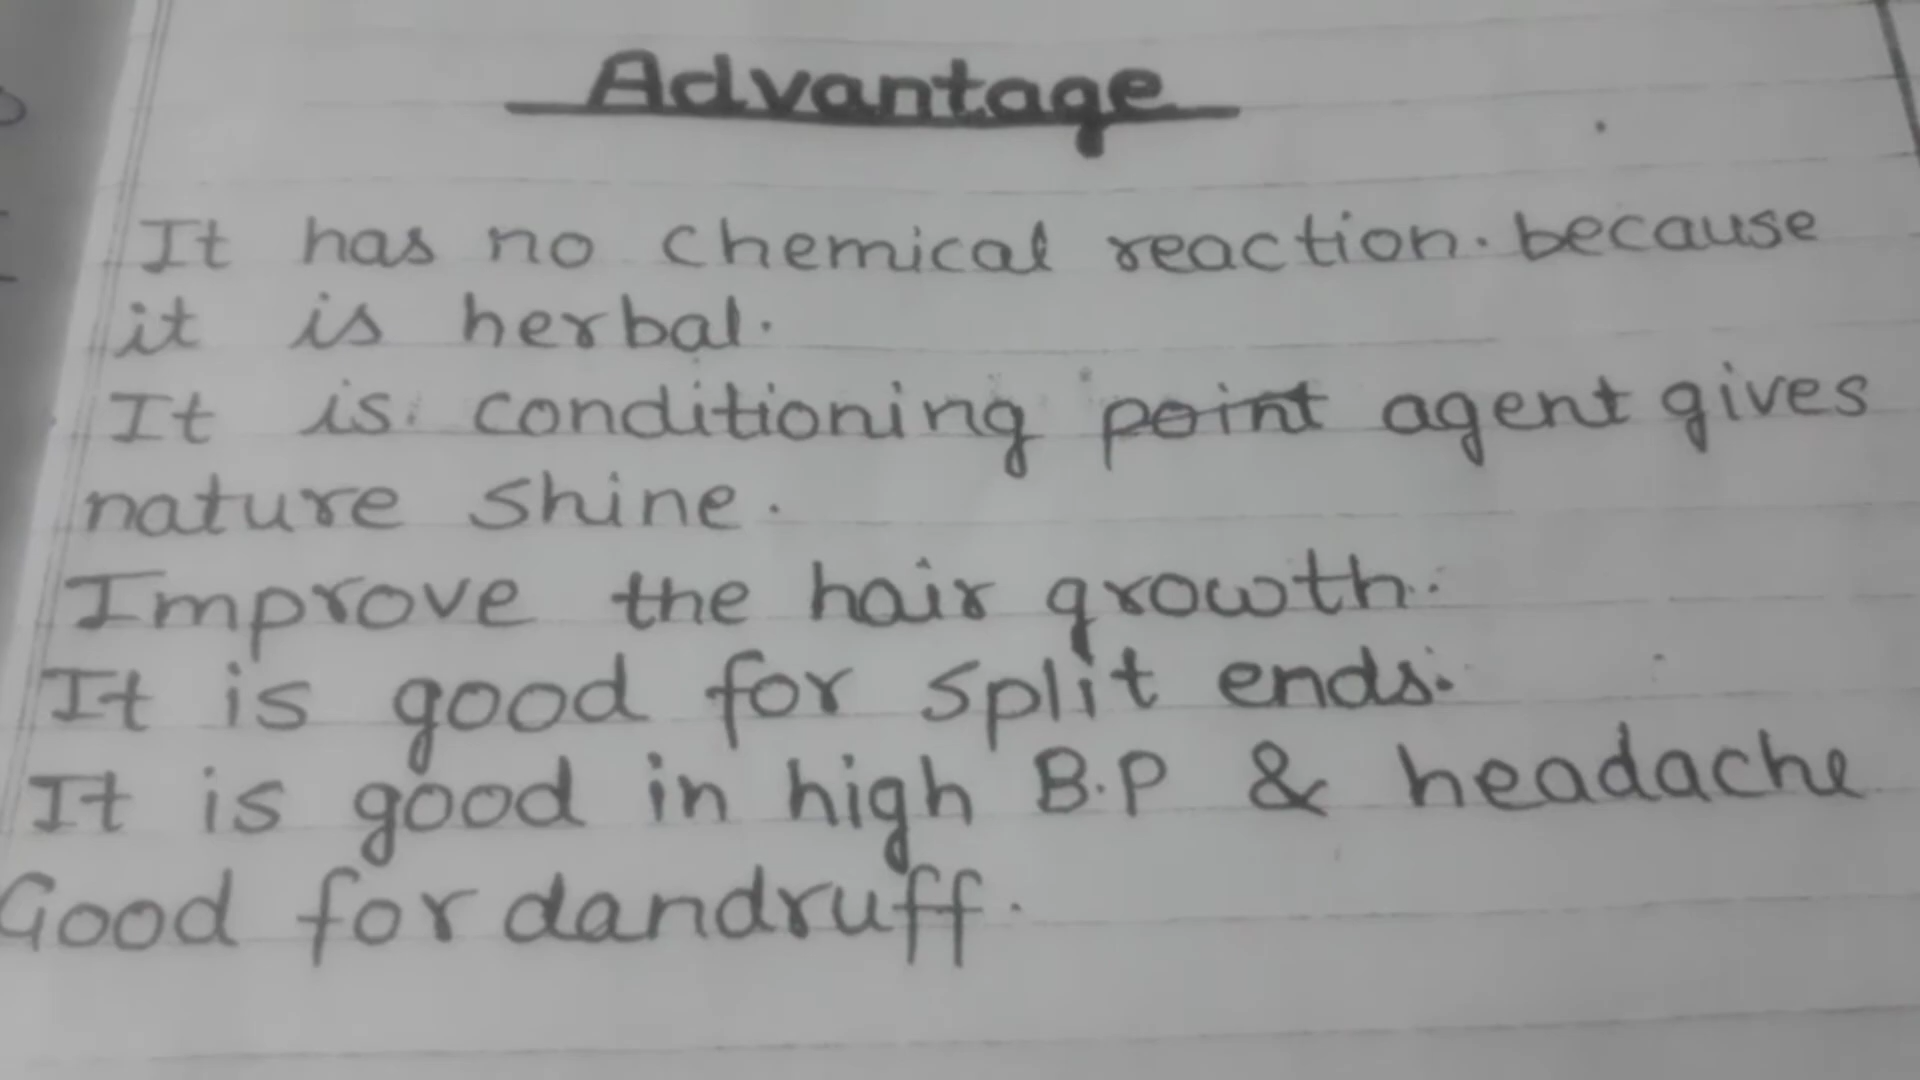 Advantage
It has no chemical reaction. because
it is herbal.
It is. conditioning point agent gives
nature shine.
Improve the hair growth.
It is good for split ends.
It is good in high B.P & headache
Good for dandruff.